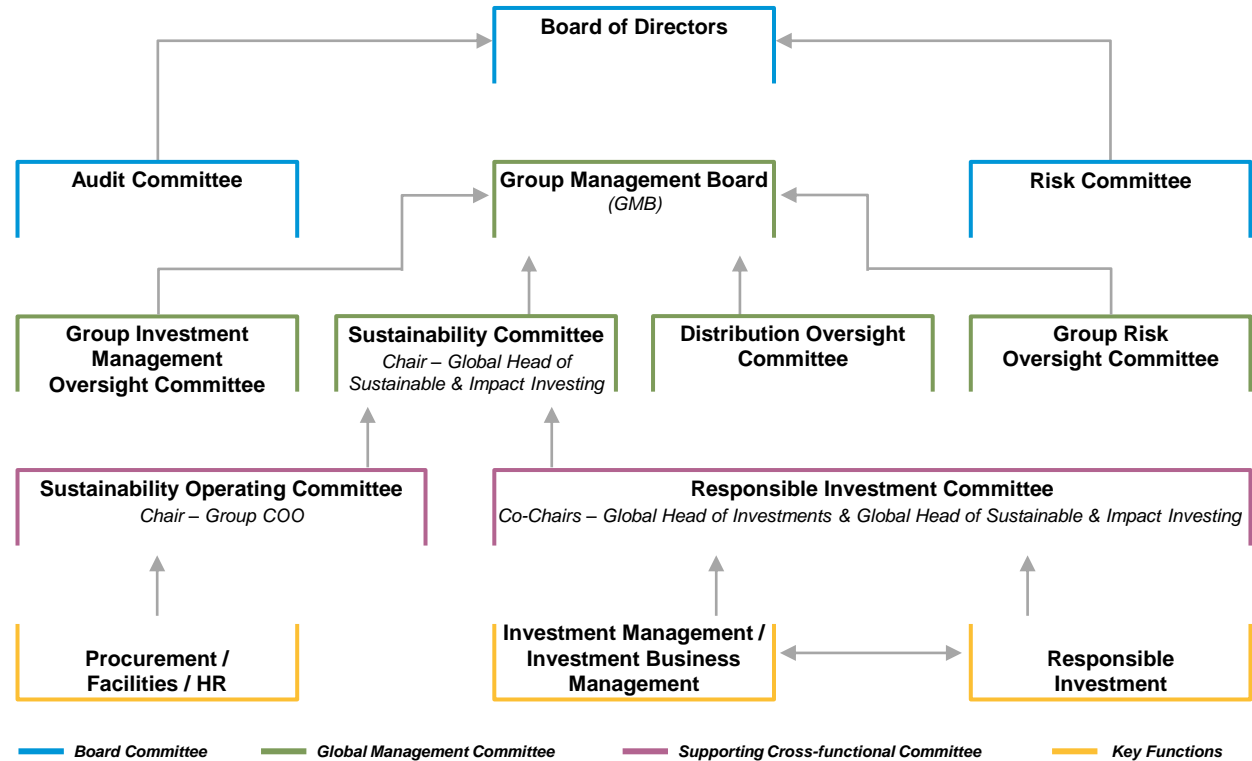 Board of Directors
Audit Committee
Group Management Board
(GMB)
Risk Committee
Group Investment
Management
Oversight Committee
Sustainability Committee
Chair – Global Head of
Sustainable & Impact Investing
Distribution Oversight
Committee
Group Risk
Oversight Committee
Sustainability Operating Committee
Chair – Group COO
Responsible Investment Committee
Co-Chairs – Global Head of Investments & Global Head of Sustainable & Impact Investing
Procurement /
Facilities / HR
Investment Management /
Investment Business
Management
Responsible
Investment
Board Committee
Global Management Committee
Supporting Cross-functional Committee
Key Functions